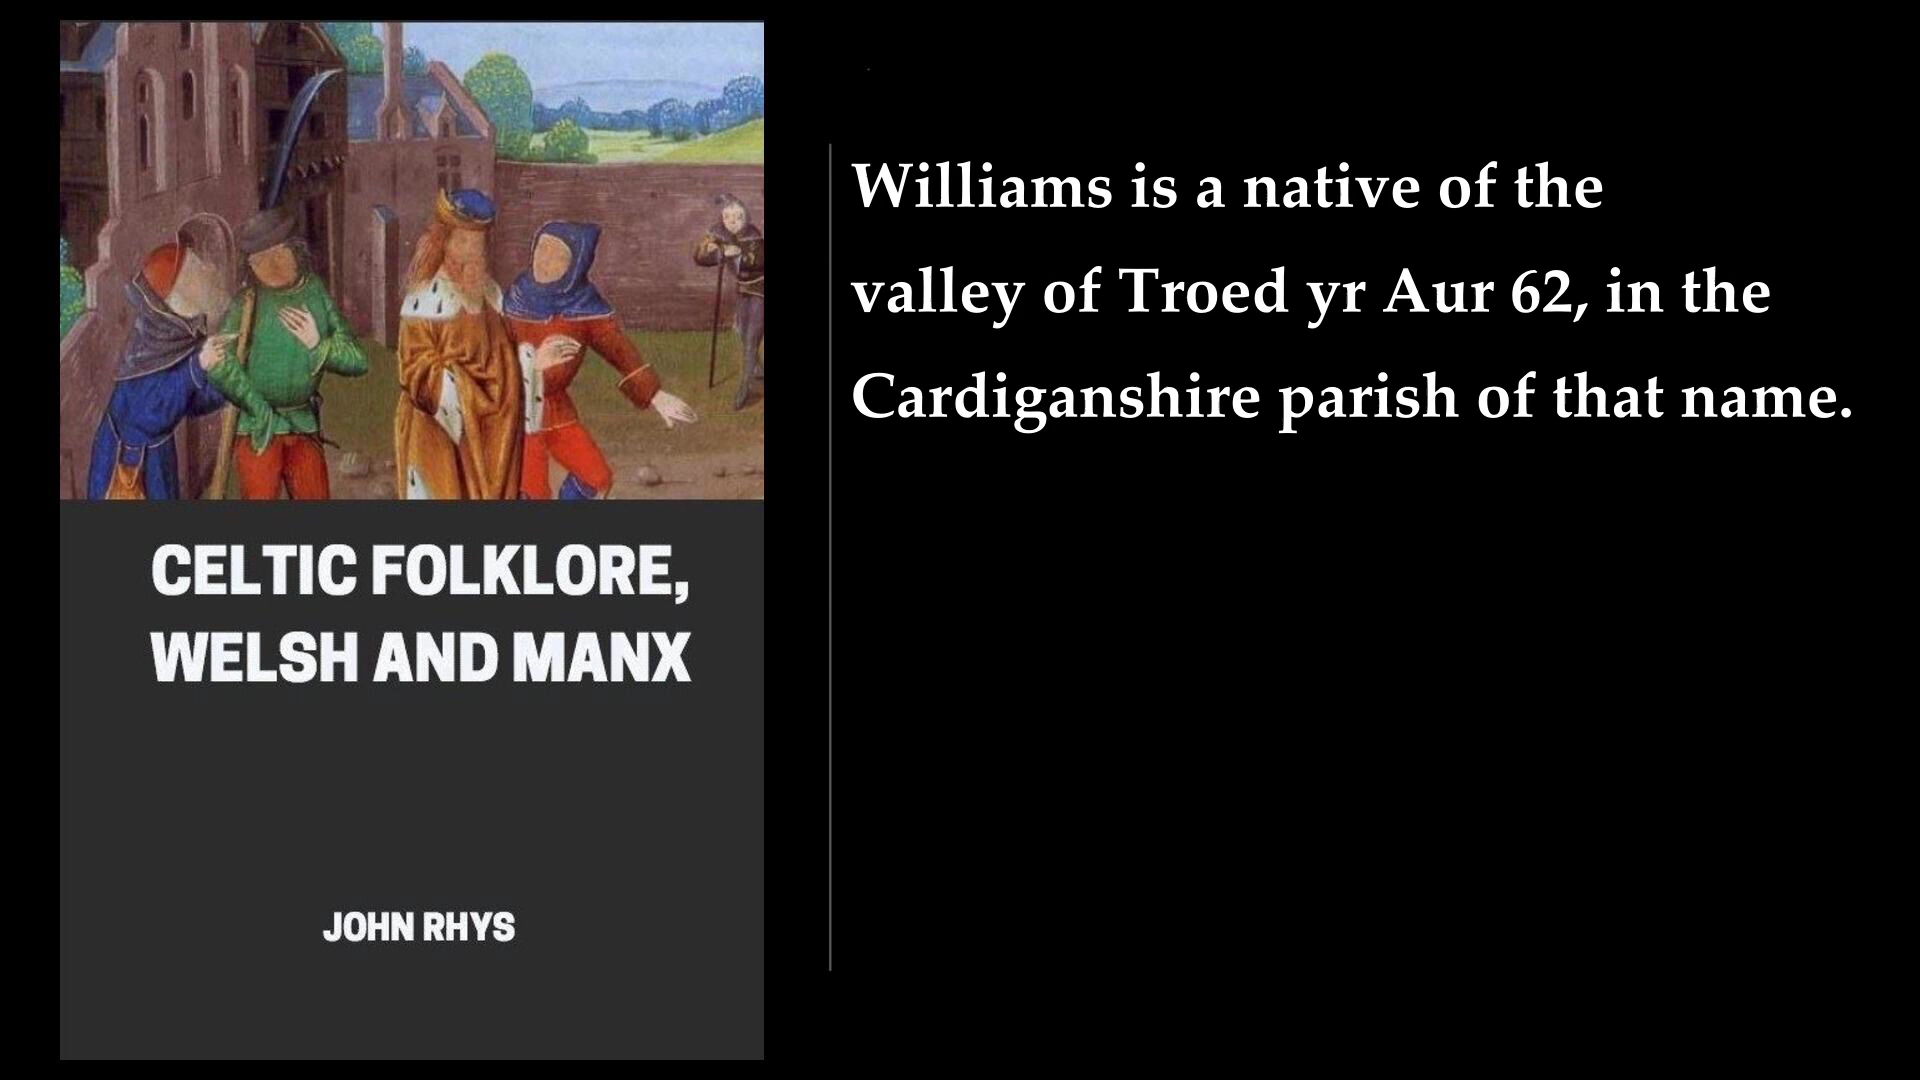 CELTIC FOLKLORE,
WELSH AND MANX
JOHN RHYS
Williams is a native of the
valley of Troed yr Aur 62, in the
Cardiganshire parish of that name.